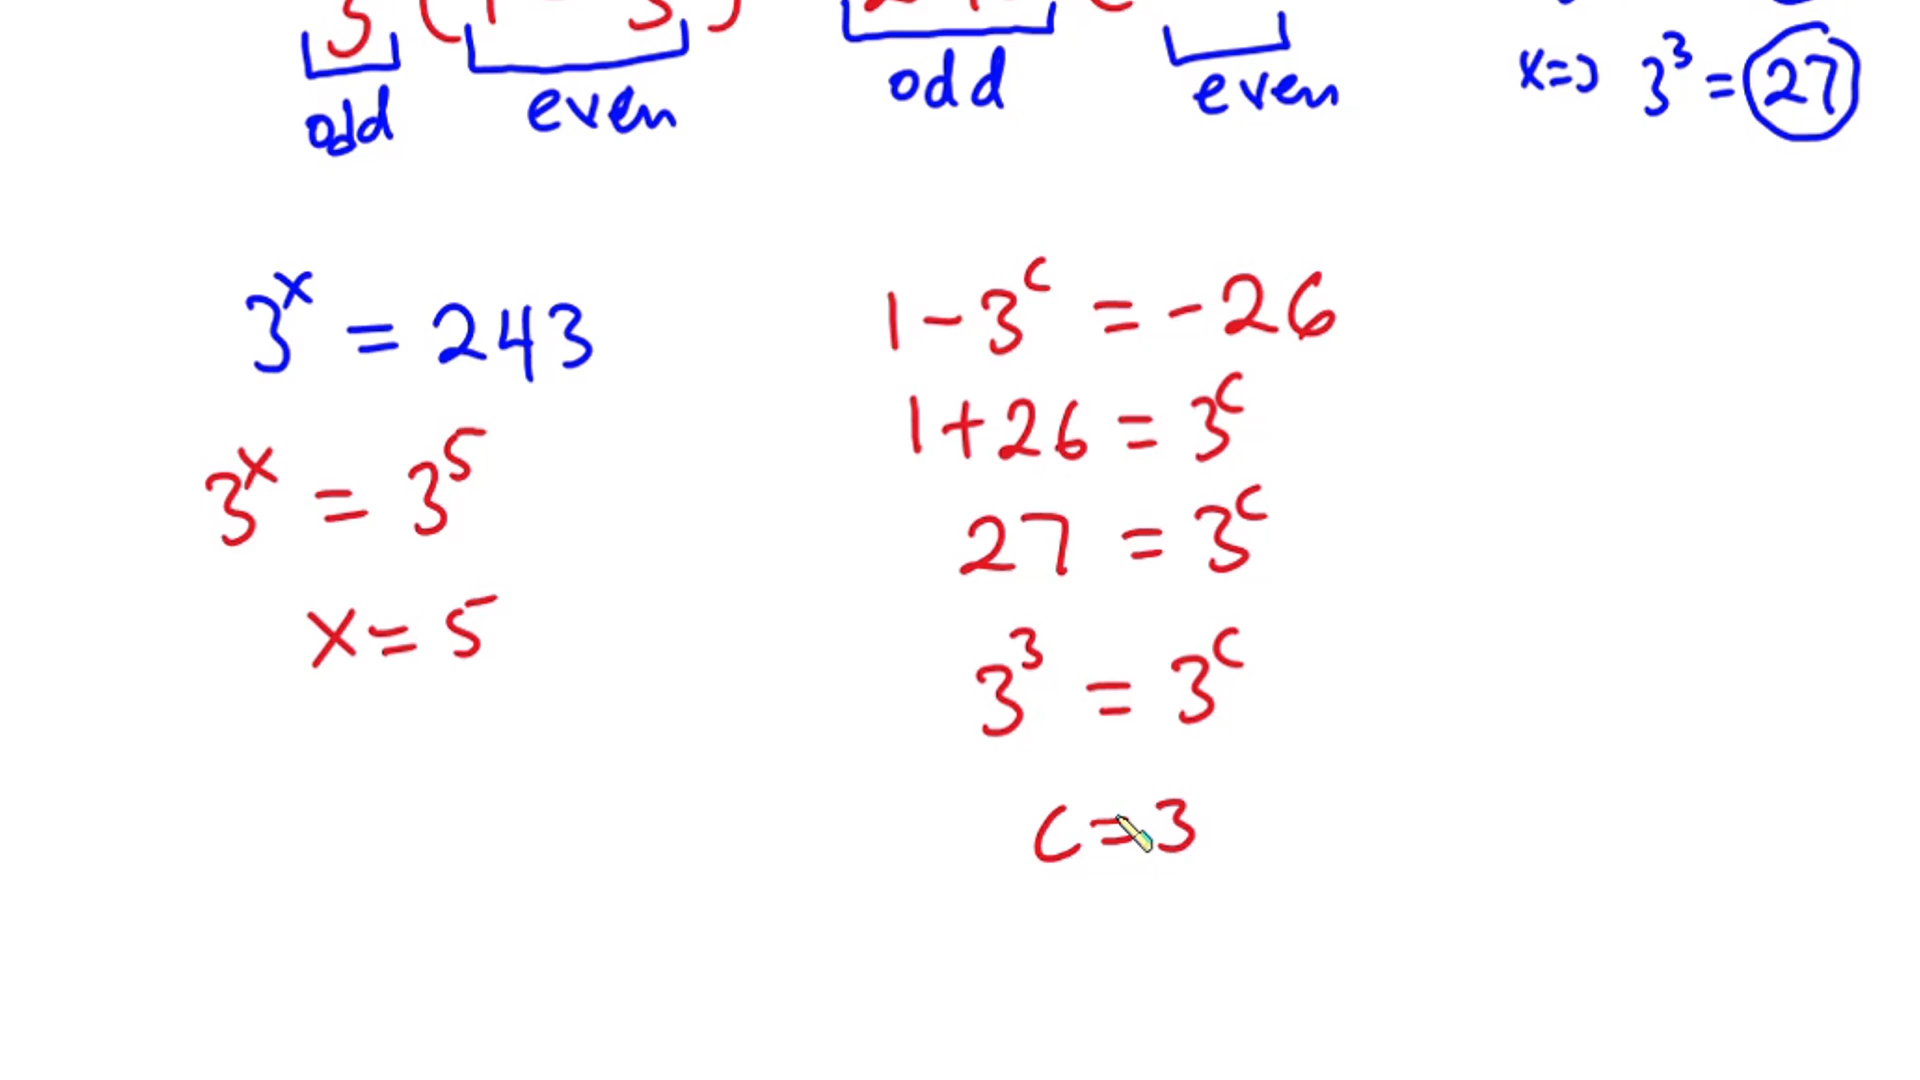 odd even odd even
x=> 3³ = 27
3ˣ = 243
3ˣ = 3⁵
x = 5
1 - 3ᶜ = -26
1 + 26 = 3ᶜ
27 = 3ᶜ
3³ = 3ᶜ
c = 3